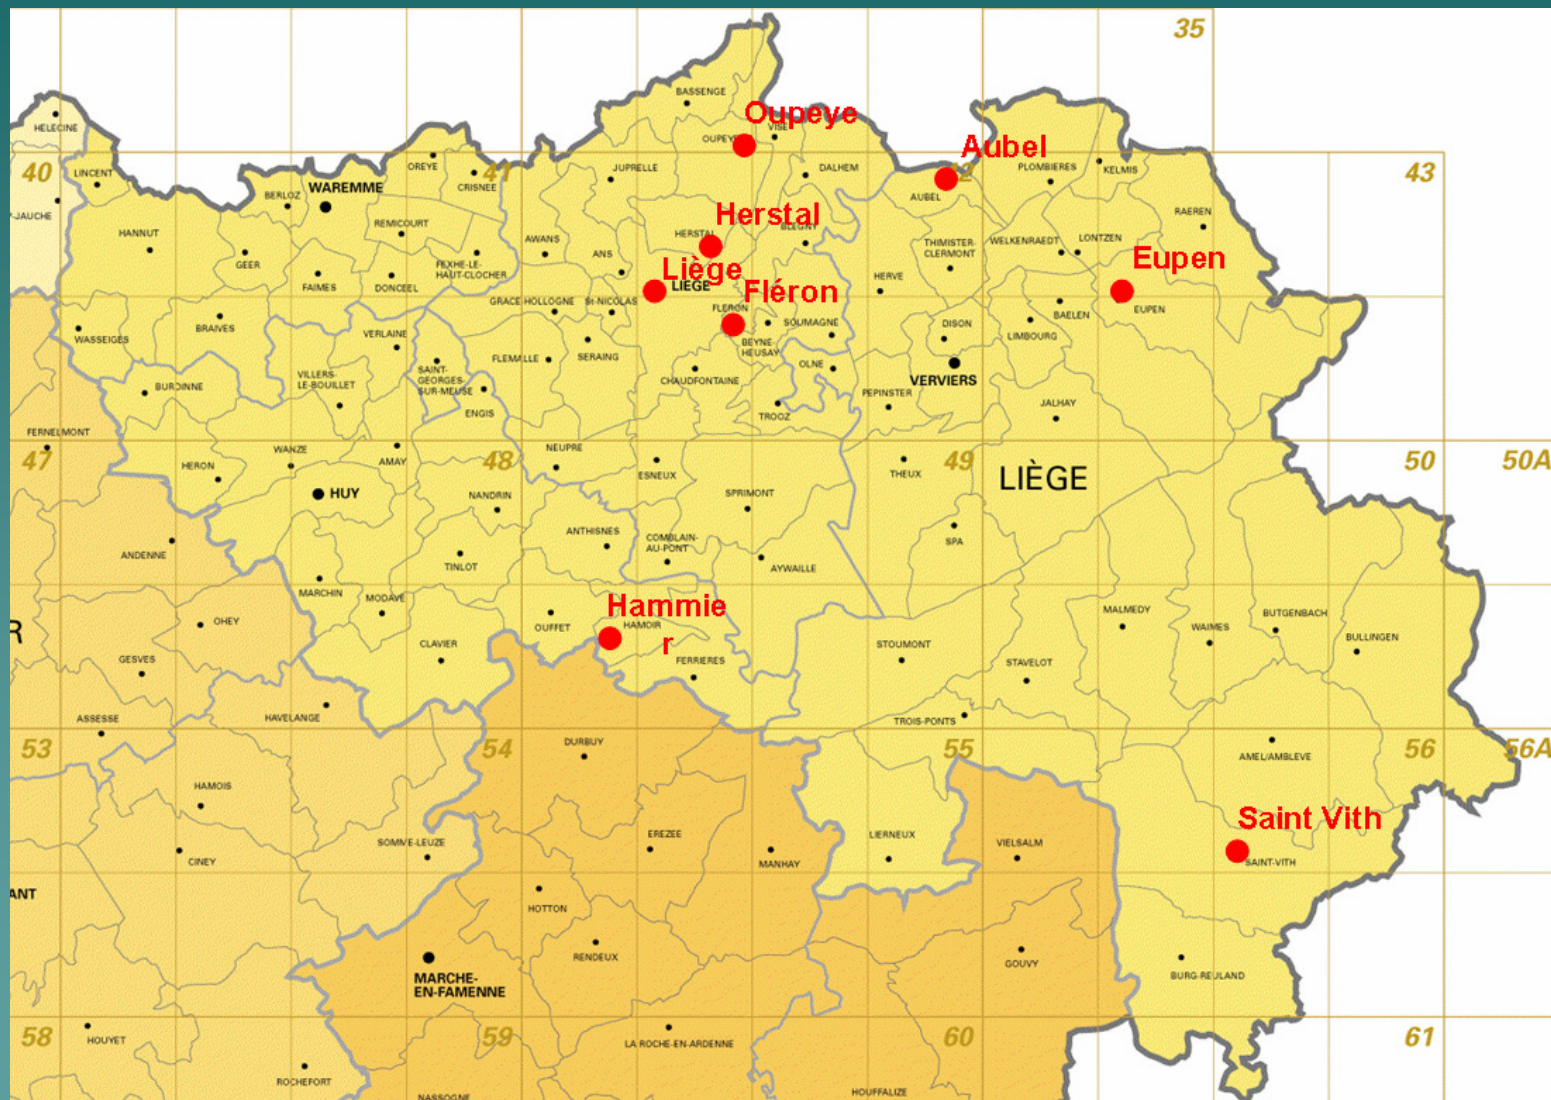 35
BASSENGE
Oupeye
HELECINE
VISE
OUPEYE
Aubel
40
LINCENT
OREYE
41
JUPRELLE
DALHEM
42
PLOMBIERES
KELMIS
43
CRISNEE
BERLOZ
WAREMME
AUBEL
P-JAUCHE
HANNUT
REMICOURT
Herstal
RAEREN
AWANS
HERSTAL
BLEGNY
THIMISTER-
CLERMONT
WELKENRAEDT
LONTZEN
ANS
GEER
FEXHE-LE-
HAUT-CLOCHER
Liège
Eupen
HERVE
FAIMES
DONCEEL
LIEGE
Fléron
GRACE-HOLLOGNE
St-NICOLAS
FLERON
EUPEN
BAELEN
BRAIVES
SOUMAGNE
DISON
WASSEIGES
VERLAINE
LIMBOURG
BEYNE
HEUSAY
FLEMALLE
SERAING
OLNE
VILLERS-
LE-BOUILLET
SAINT-
GEORGES-
SUR-MEUSE
CHAUDFONTAINE
VERVIERS
BURDINNE
PEPINSTER
JALHAY
ENGIS
TROOZ
FERNELMONT
47
WANZE
48
NEUPRE
49
50
50A
HERON
AMAY
ESNEUX
THEUX
LIÈGE
HUY
NANDRIN
SPRIMONT
ANTHISNES
COMBLAIN-
AU-PONT
SPA
ANDENNE
TINLOT
AYWAILLE
MARCHIN
MODAVE
Hammie
r
MALMEDY
BUTGENBACH
OHEY
OUFFET
HAMOIR
WAIMES
BULLINGEN
R
CLAVIER
STOUMONT
GESVES
FERRIERES
STAVELOT
ASSESSE
HAVELANGE
TROIS-PONTS
53
54
DURBUY
55
56
56A
AMEL/AMBLEVE
HAMOIS
Saint Vith
SOMME-LEUZE
EREZEE
LIERNEUX
VIELSALM
CINEY
MANHAY
SAINT-VITH
ANT
HOTTON
RENDEUX
GOUVY
MARCHE-
EN-FAMENNE
BURG-REULAND
58
59
60
61
HOUYET
LA ROCHE-EN-ARDENNE
ROCHEFORT
NASSOGNE
HOUFFALIZE